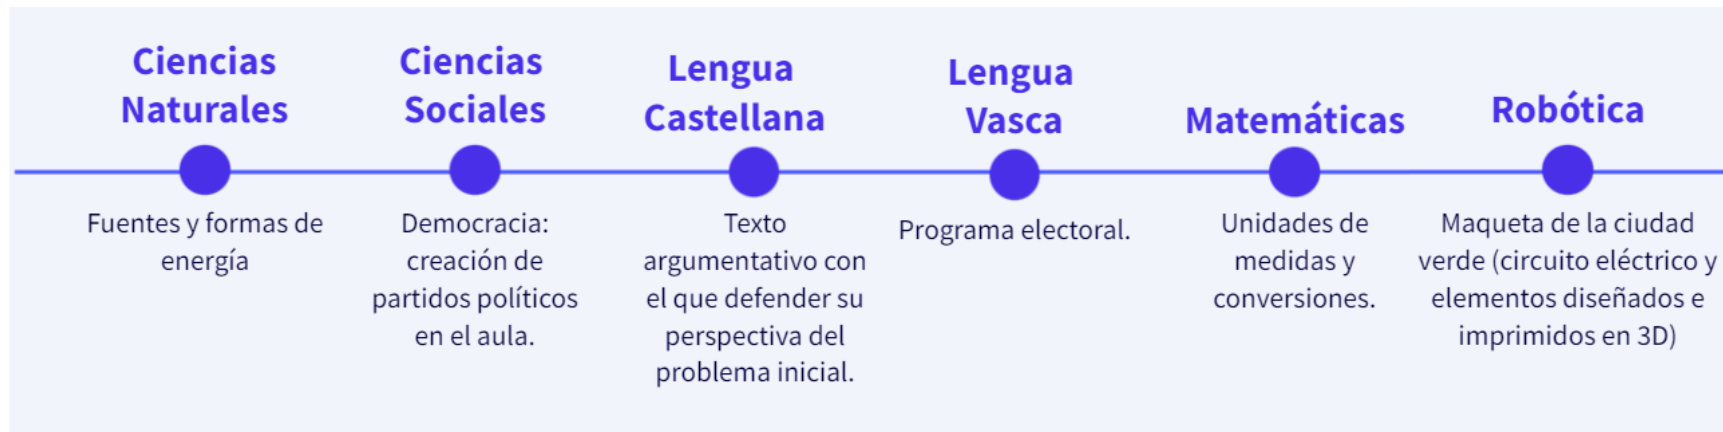 Ciencias
Naturales
Fuentes y formas de
energía
Ciencias
Sociales
Democracia:
creación de
partidos políticos
en el aula.
Lengua
Castellana
Texto
argumentativo con
el que defender su
perspectiva del
problema inicial.
Lengua
Vasca
Programa electoral.
Matemáticas
Unidades de
medidas y
conversiones.
Robótica
Maqueta de la ciudad
verde (circuito eléctrico y
elementos diseñados e
imprimidos en 3D)